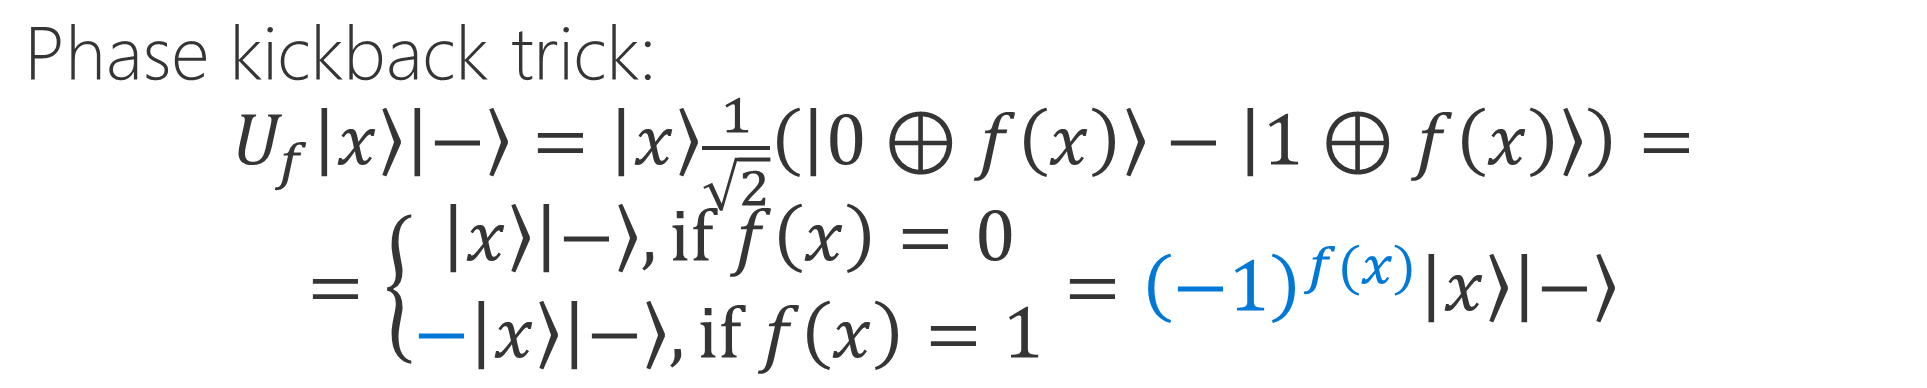 Phase kickback trick:
U_f|x⟩|−⟩ = |x⟩ 1/√2 (|0 ⊕ f(x)⟩ − |1 ⊕ f(x)⟩) =
= { |x⟩|−⟩, if f(x) = 0
−|x⟩|−⟩, if f(x) = 1
= (−1)^{f(x)}|x⟩|−⟩